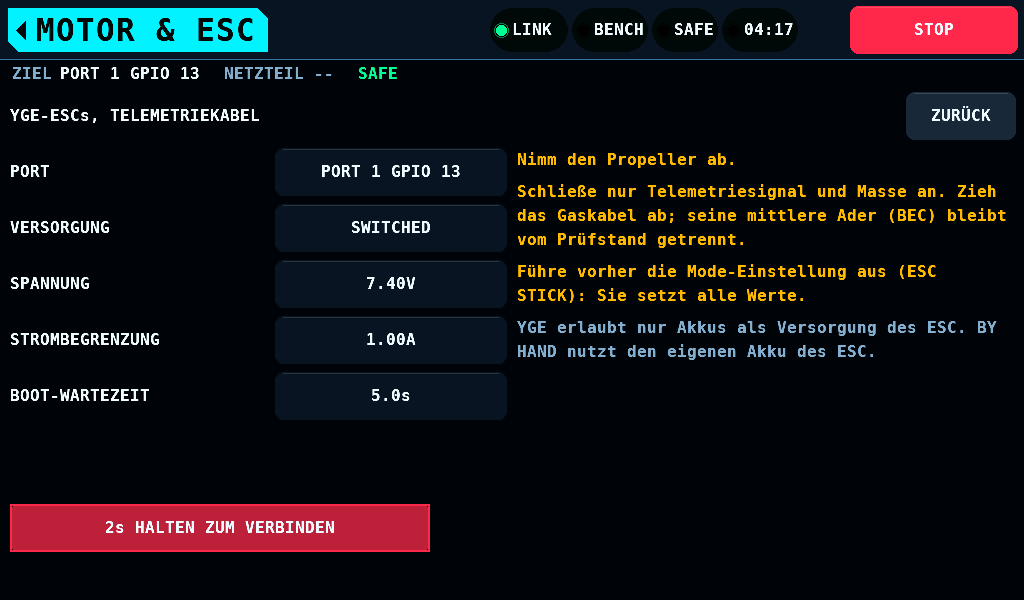 MOTOR & ESC
LINK
BENCH
SAFE
04:17
STOP
ZIEL PORT 1 GPIO 13 NETZTEIL -- SAFE
YGE-ESCs, TELEMETRIEKABEL
ZURÜCK
PORT
PORT 1 GPIO 13
VERSORGUNG
SWITCHED
SPANNUNG
7.40V
STROMBEGRENZUNG
1.00A
BOOT-WARTEZEIT
5.0s
Nimm den Propeller ab.
Schließe nur Telemetriesignal und Masse an. Zieh
das Gaskabel ab; seine mittlere Ader (BEC) bleibt
vom Prüfstand getrennt.
Führe vorher die Mode-Einstellung aus (ESC
STICK): Sie setzt alle Werte.
YGE erlaubt nur Akkus als Versorgung des ESC. BY
HAND nutzt den eigenen Akku des ESC.
2s HALTEN ZUM VERBINDEN